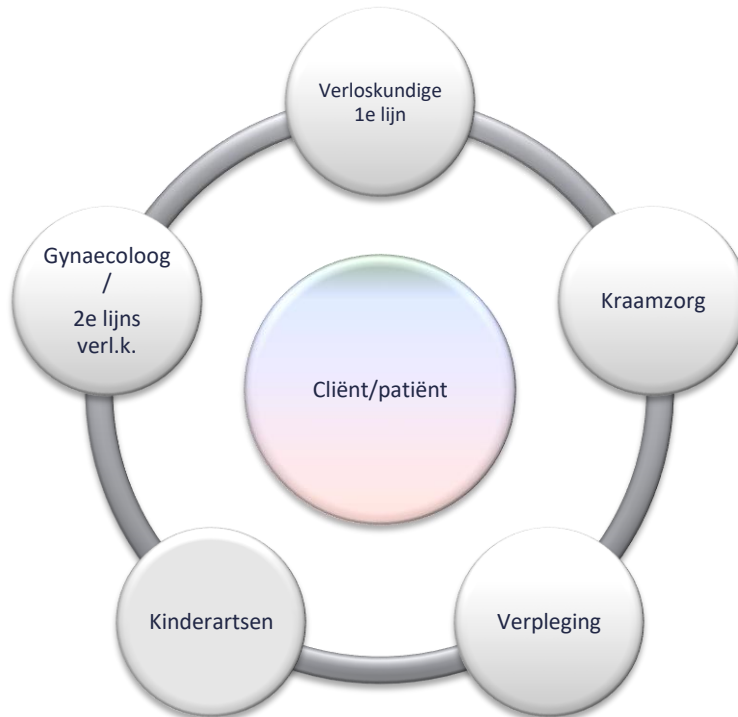 Verloskundige
1e lijn
Gynaecoloog
/
2e lijns
verl.k.
Kraamzorg
Cliënt/patiënt
Kinderartsen
Verpleging